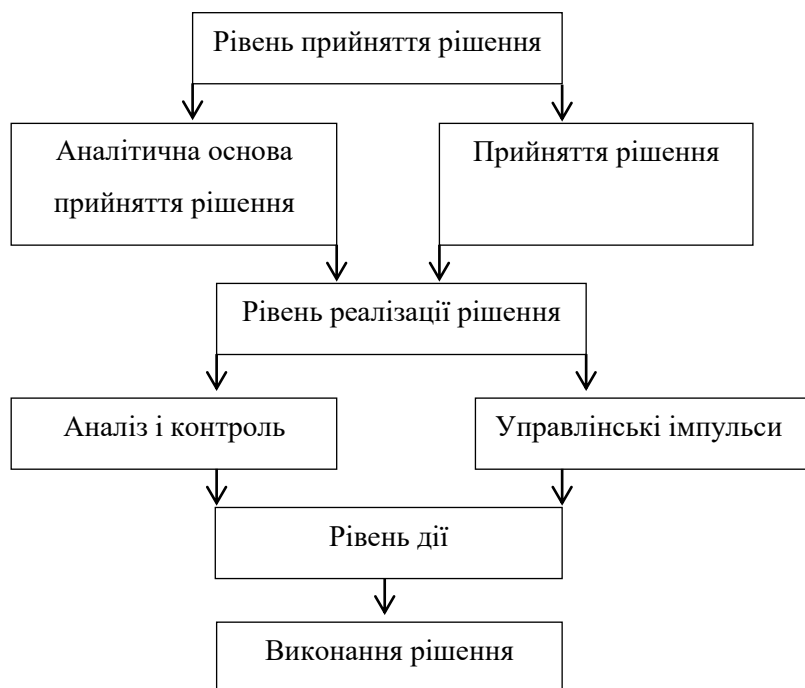 Рівень прийняття рішення
Аналітична основа
прийняття рішення
Прийняття рішення
Рівень реалізації рішення
Аналіз і контроль
Управлінські імпульси
Рівень дії
Виконання рішення